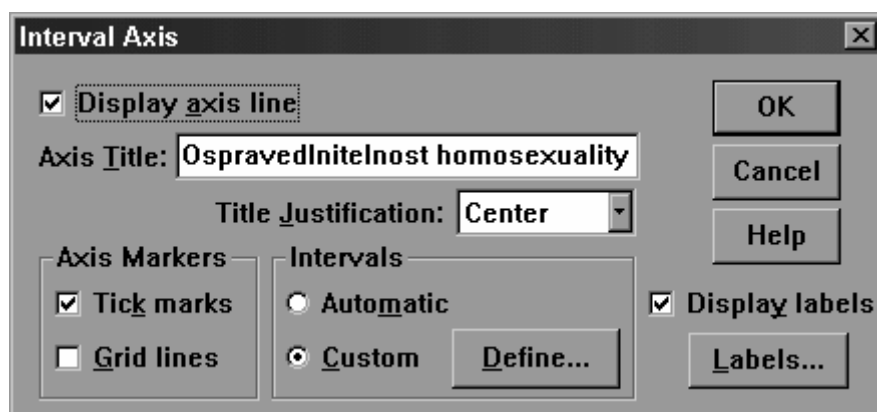 Interval Axis
Display axis line
OK
Axis Title: Ospravedlnitelnost homosexuality
Cancel
Title Justification: Center
Help
Axis Markers
Intervals
Tick marks
Automatic
Display labels
Grid lines
Custom
Define...
Labels...